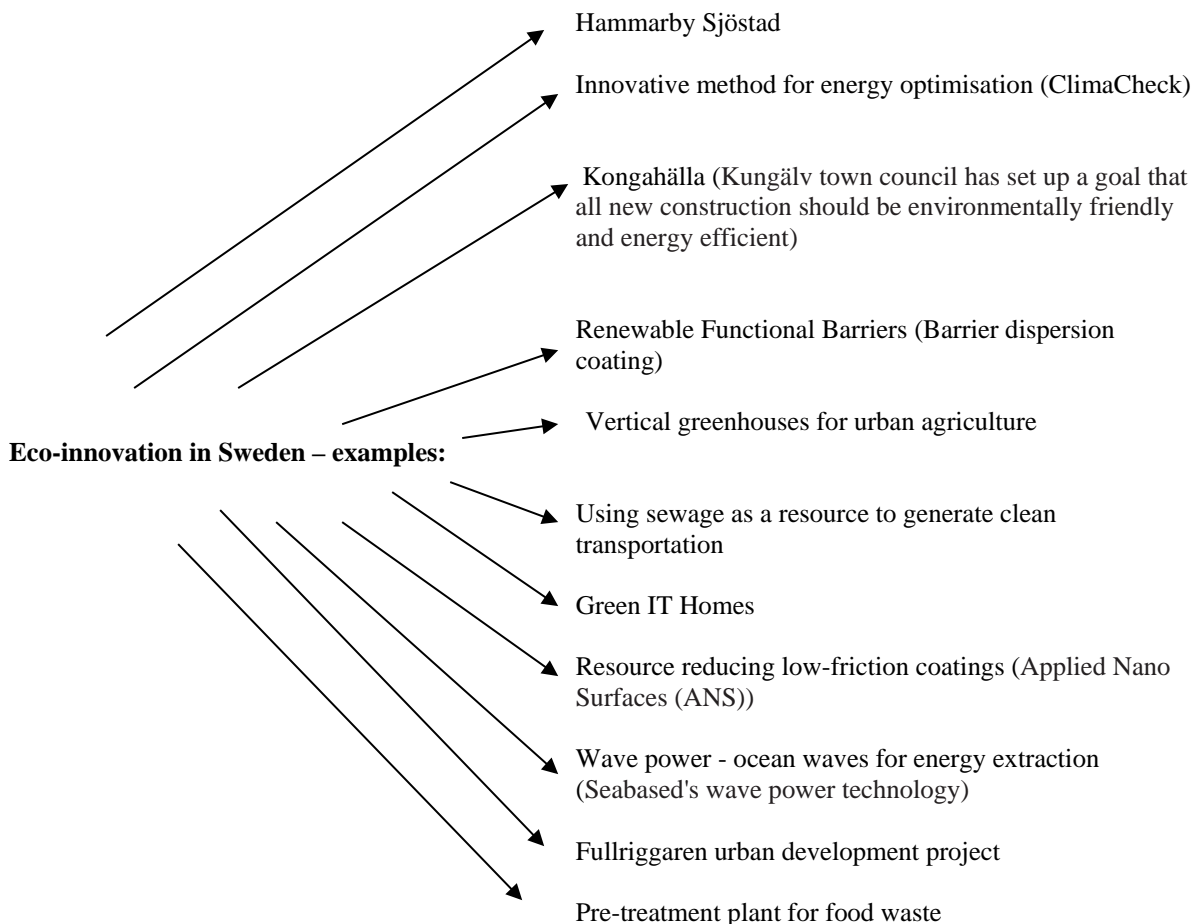 Hammarby Sjöstad
Innovative method for energy optimisation (ClimaCheck)
Kongahälla (Kungälv town council has set up a goal that
all new construction should be environmentally friendly
and energy efficient)
Renewable Functional Barriers (Barrier dispersion
coating)
Vertical greenhouses for urban agriculture
Eco-innovation in Sweden – examples:
Using sewage as a resource to generate clean
transportation
Green IT Homes
Resource reducing low-friction coatings (Applied Nano
Surfaces (ANS))
Wave power - ocean waves for energy extraction
(Seabased's wave power technology)
Fullriggaren urban development project
Pre-treatment plant for food waste